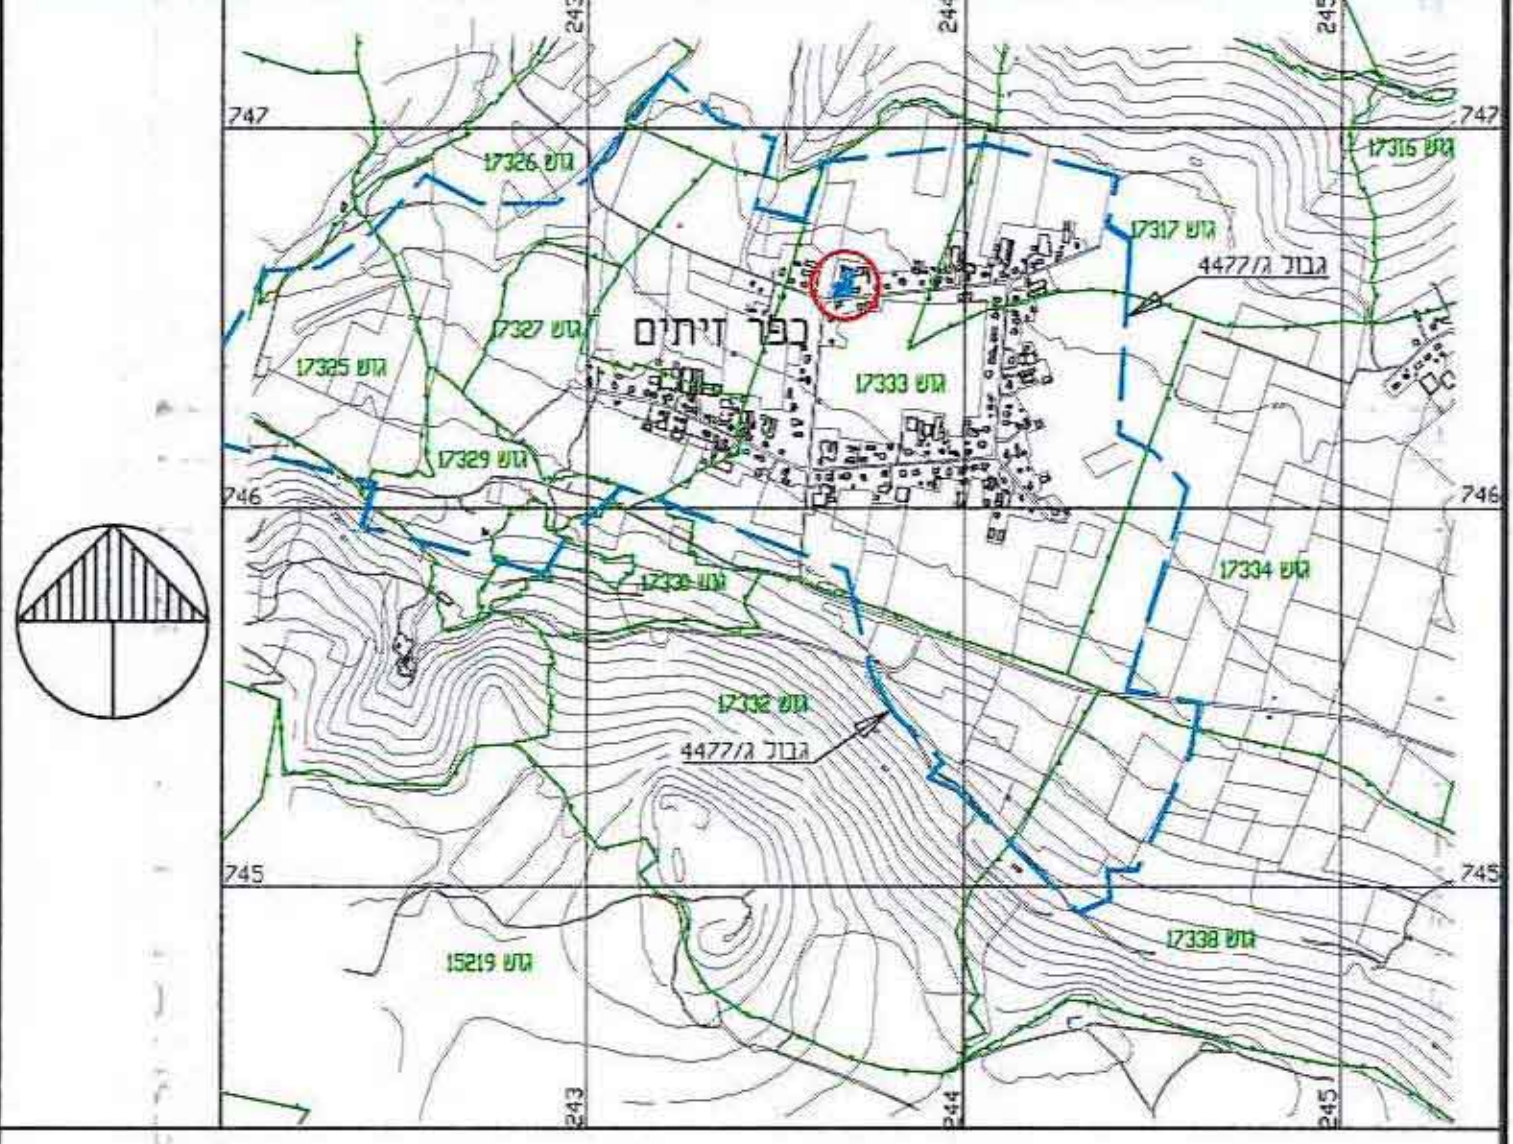 243
244
245
747
747
גוש 17326
גוש 17316
גוש 17317
גבול ג/4477
גוש 17327
כפר זיתים
גוש 17325
גוש 17333
גוש 17329
746
746
גוש 17334
גוש 17330
גוש 17332
גבול ג/4477
745
745
גוש 17338
גוש 15219
243
244
245